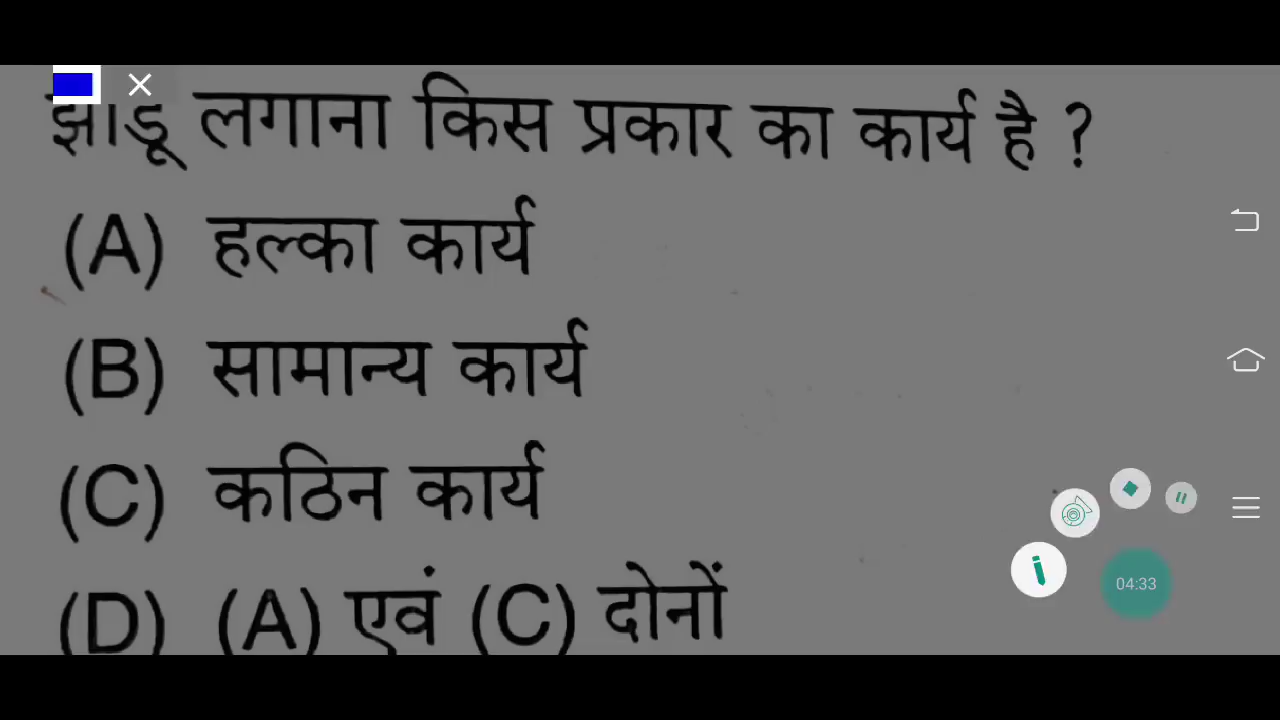 झाड़ू लगाना किस प्रकार का कार्य है ?
(A) हल्का कार्य
(B) सामान्य कार्य
(C) कठिन कार्य
(D) (A) एवं (C) दोनों
04:33